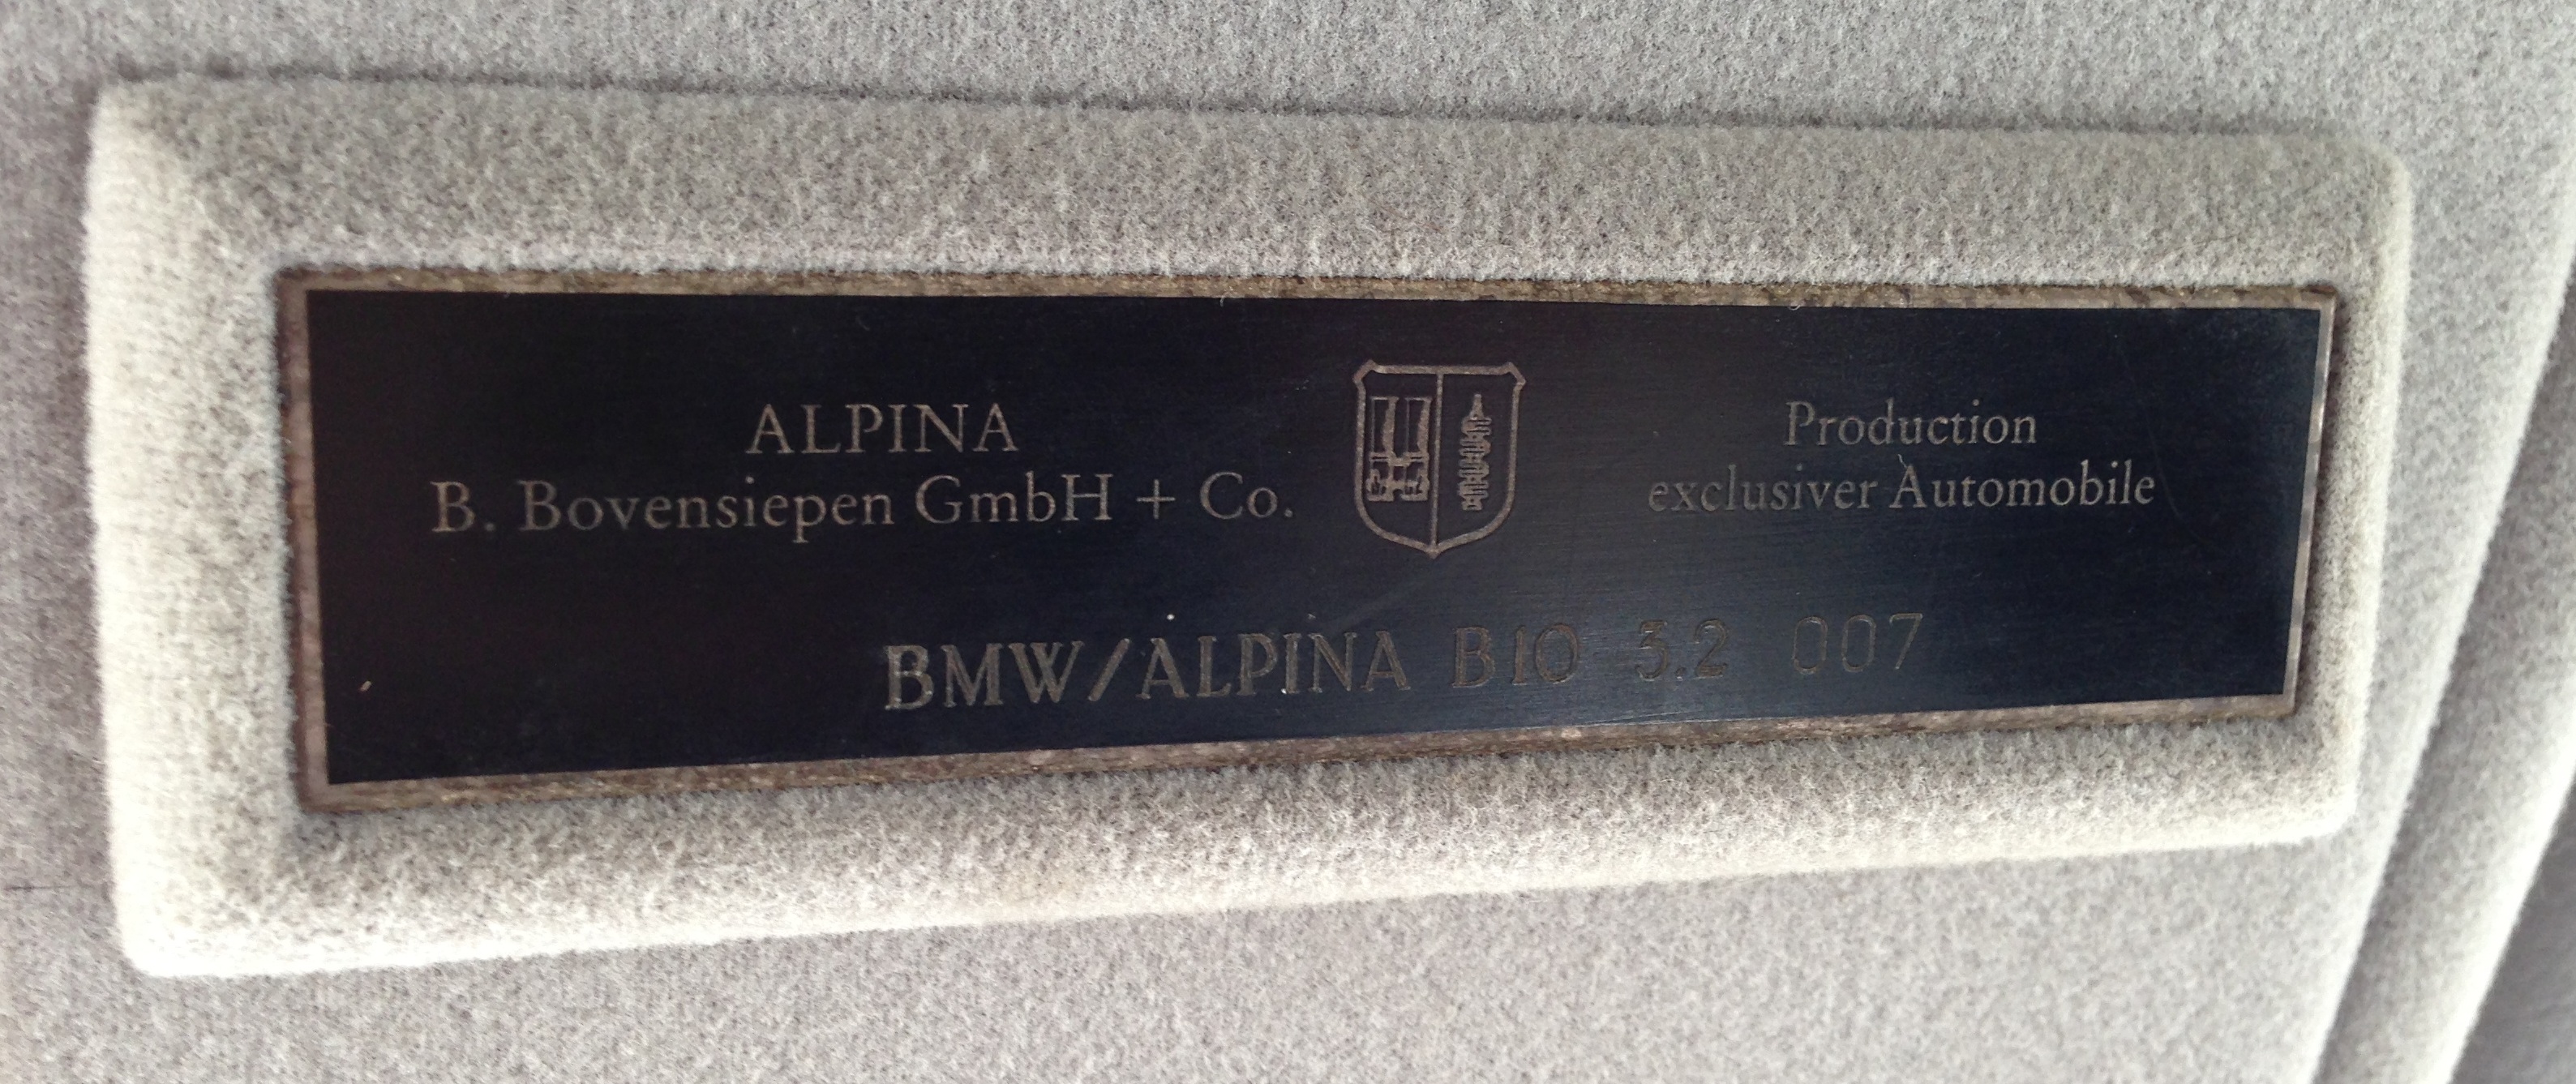 ALPINA
B. Bovensiepen GmbH + Co.
Production
exclusiver Automobile
BMW/ALPINA B10 3.2 007